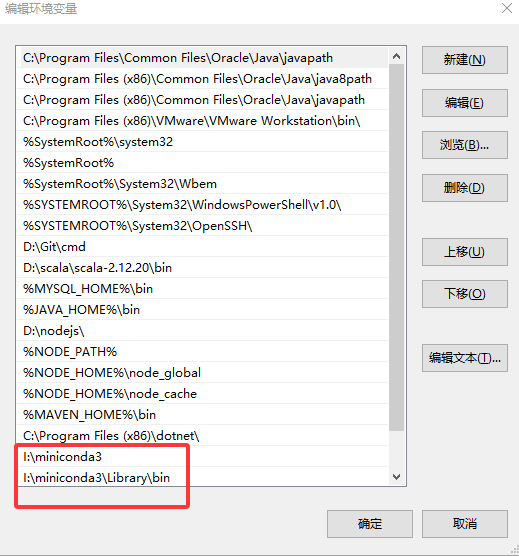 编辑环境变量
C:\Program Files\Common Files\Oracle\Java\javapath
C:\Program Files (x86)\Common Files\Oracle\Java\java8path
C:\Program Files (x86)\Common Files\Oracle\Java\javapath
C:\Program Files (x86)\VMware\VMware Workstation\bin\
%SystemRoot%\system32
%SystemRoot%
%SystemRoot%\System32\Wbem
%SYSTEMROOT%\System32\WindowsPowerShell\v1.0\
%SYSTEMROOT%\System32\OpenSSH\
D:\Git\cmd
D:\scala\scala-2.12.20\bin
%MYSQL_HOME%\bin
%JAVA_HOME%\bin
D:\nodejs\
%NODE_PATH%
%NODE_HOME%\node_global
%NODE_HOME%\node_cache
%MAVEN_HOME%\bin
C:\Program Files (x86)\dotnet\
I:\miniconda3
I:\miniconda3\Library\bin
新建(N)
编辑(E)
浏览(B)...
删除(D)
上移(U)
下移(O)
编辑文本(T)...
确定
取消